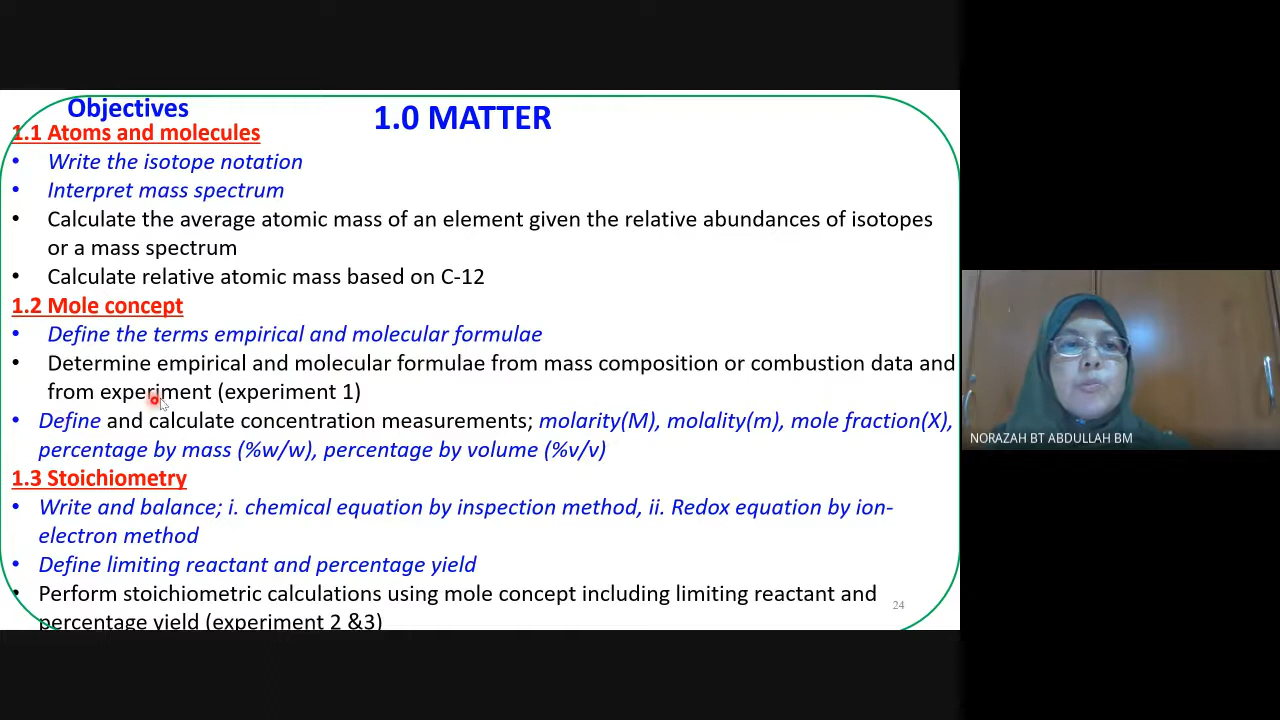 Objectives
1.0 MATTER
1.1 Atoms and molecules
• Write the isotope notation
• Interpret mass spectrum
• Calculate the average atomic mass of an element given the relative abundances of isotopes
or a mass spectrum
• Calculate relative atomic mass based on C-12
1.2 Mole concept
• Define the terms empirical and molecular formulae
• Determine empirical and molecular formulae from mass composition or combustion data and
from experiment (experiment 1)
• Define and calculate concentration measurements; molarity(M), molality(m), mole fraction(X),
percentage by mass (%w/w), percentage by volume (%v/v)
1.3 Stoichiometry
• Write and balance; i. chemical equation by inspection method, ii. Redox equation by ion-
electron method
• Define limiting reactant and percentage yield
• Perform stoichiometric calculations using mole concept including limiting reactant and
percentage yield (experiment 2 &3)
24
NORAZAH BT ABDULLAH BM